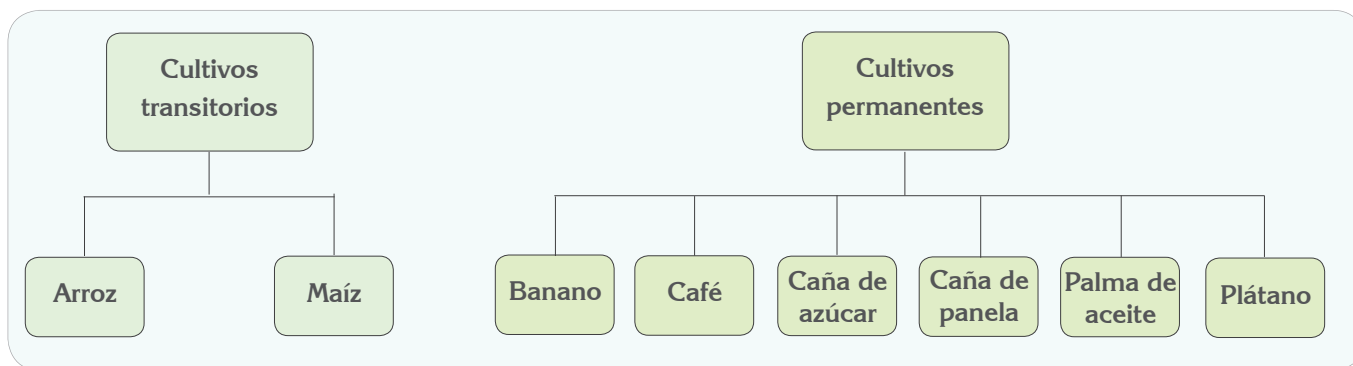 Cultivos
transitorios
Arroz
Maíz
Cultivos
permanentes
Banano
Café
Caña de
azúcar
Caña de
panela
Palma de
aceite
Plátano